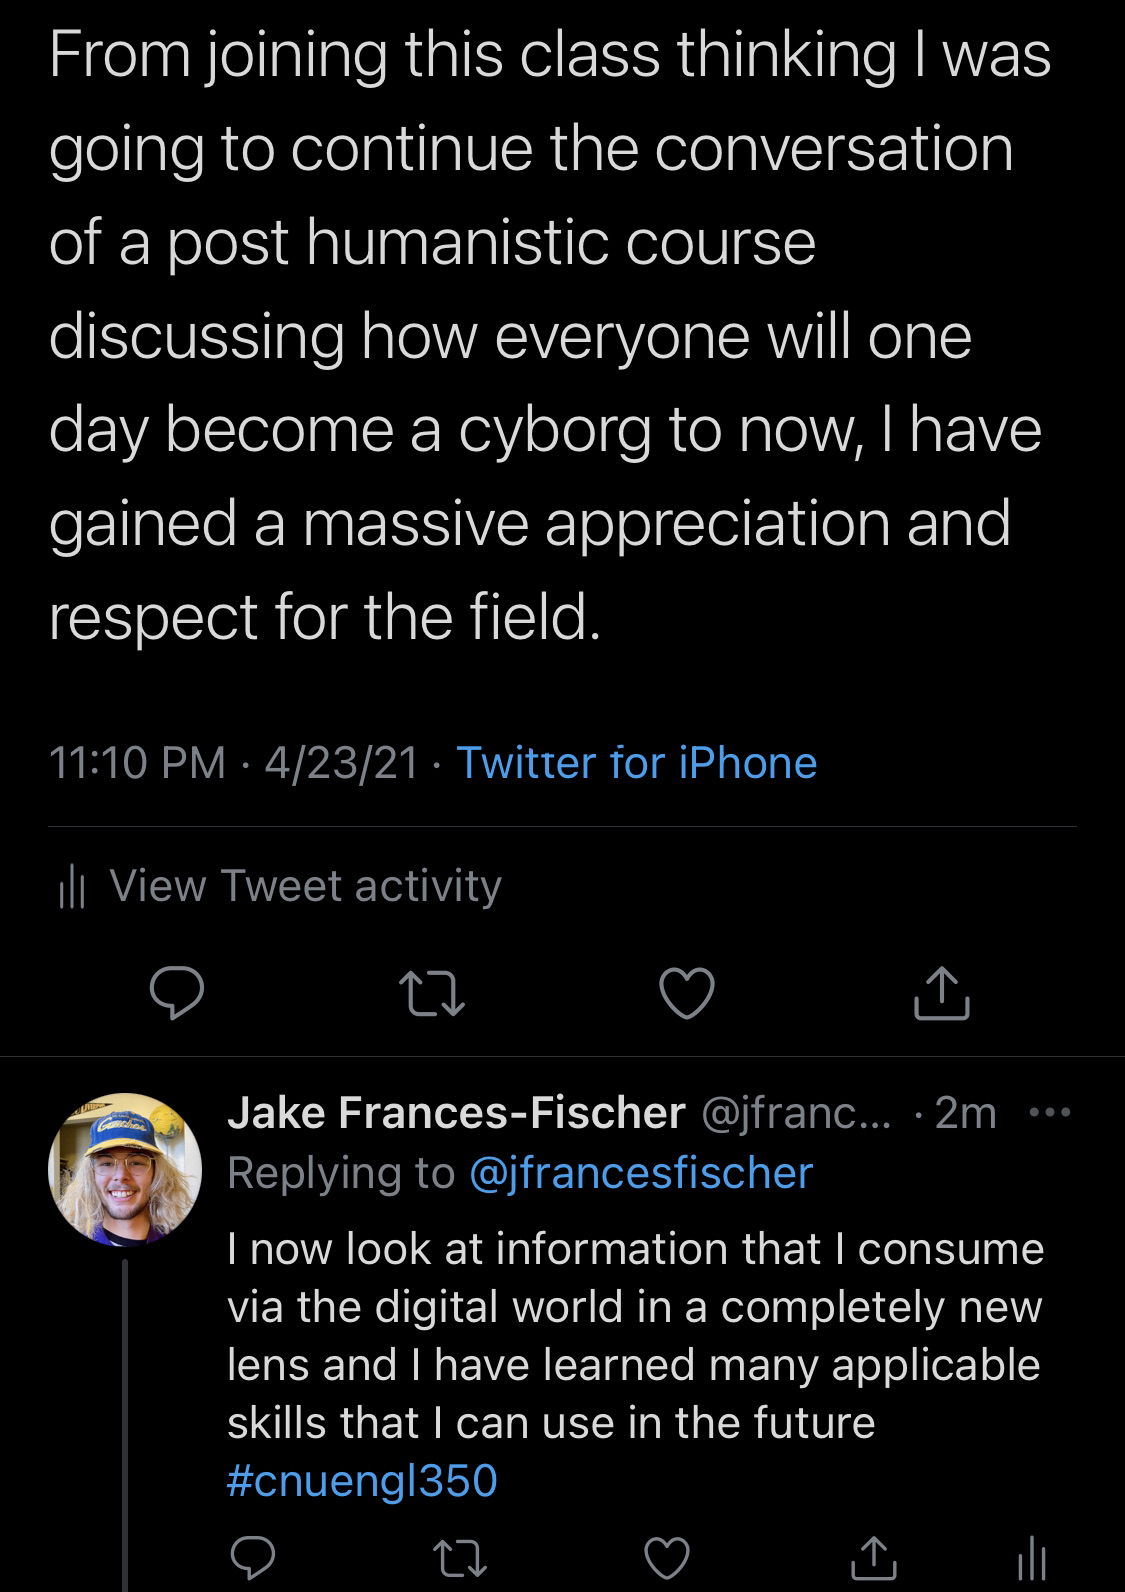 From joining this class thinking I was
going to continue the conversation
of a post humanistic course
discussing how everyone will one
day become a cyborg to now, I have
gained a massive appreciation and
respect for the field.
11:10 PM · 4/23/21 · Twitter for iPhone
View Tweet activity
Jake Frances-Fischer @jfranc... · 2m
Replying to @jfrancesfischer
I now look at information that I consume
via the digital world in a completely new
lens and I have learned many applicable
skills that I can use in the future
#cnuengl350